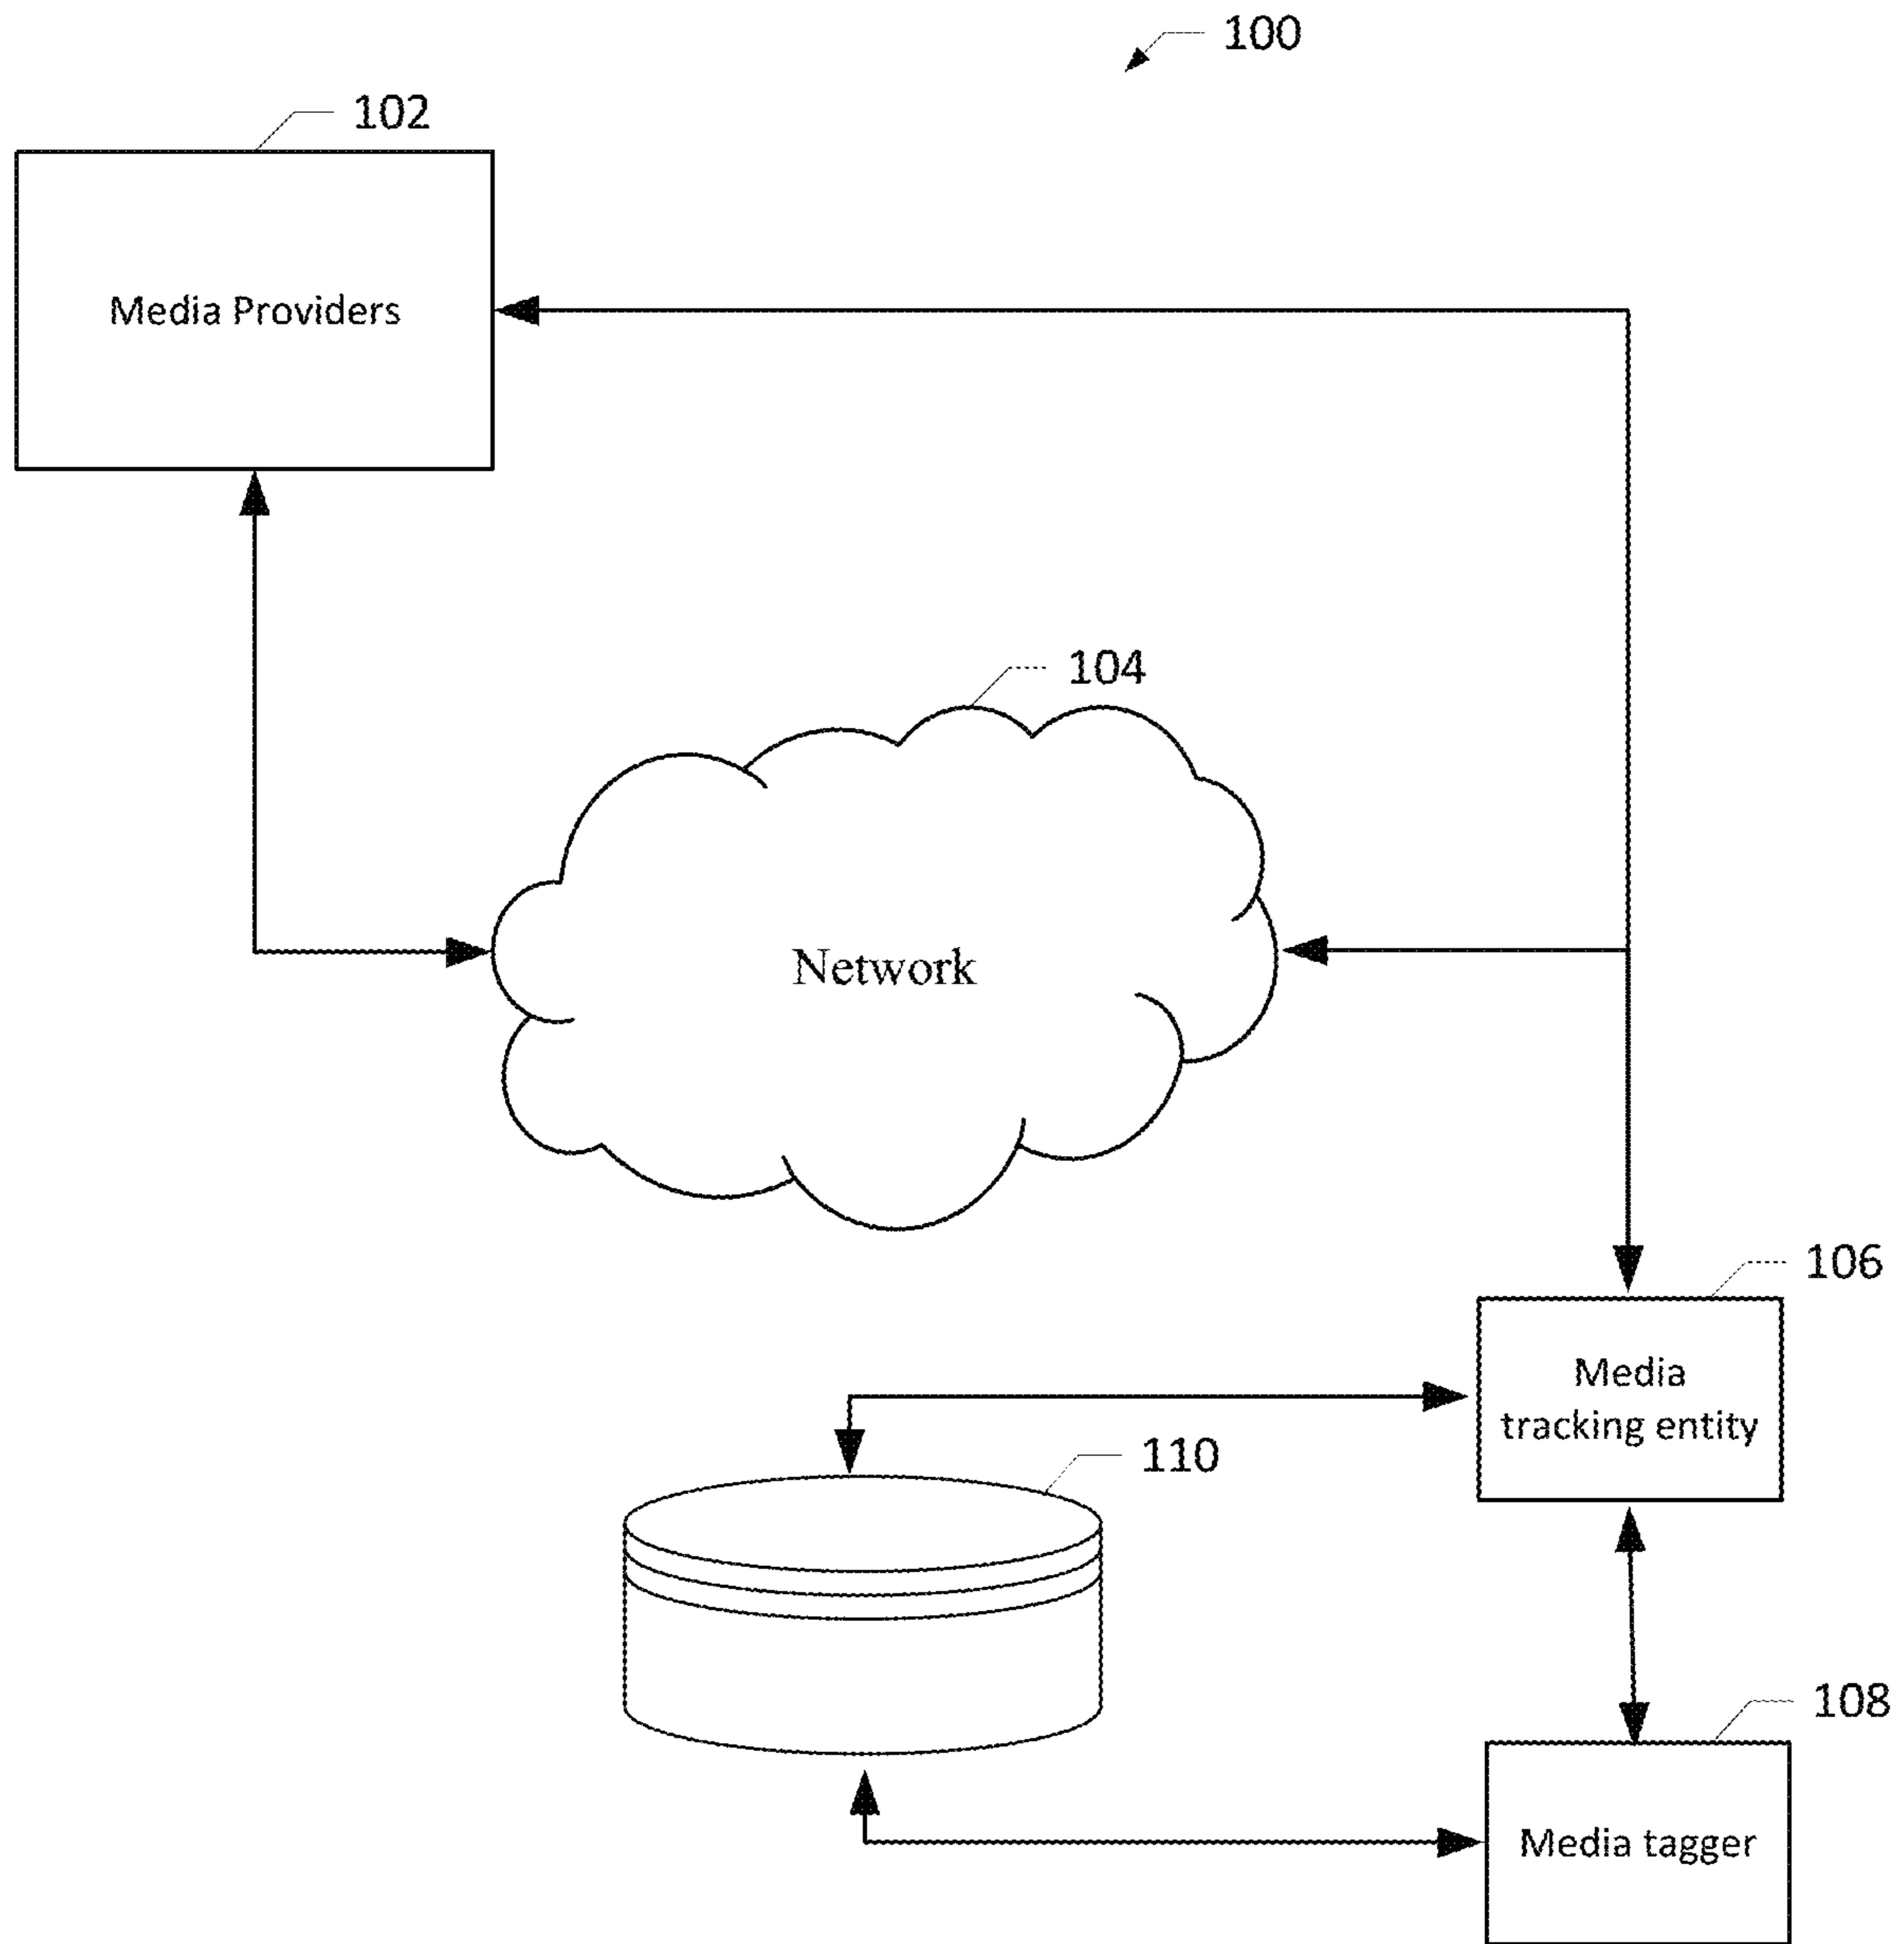 100
102
Media Providers
104
Network
106
Media
tracking entity
110
108
Media tagger